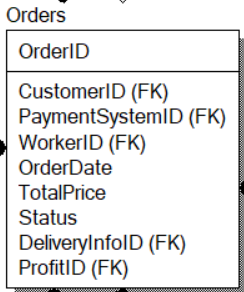 Orders
OrderID
CustomerID (FK)
PaymentSystemID (FK)
WorkerID (FK)
OrderDate
TotalPrice
Status
DeliveryInfoID (FK)
ProfitID (FK)